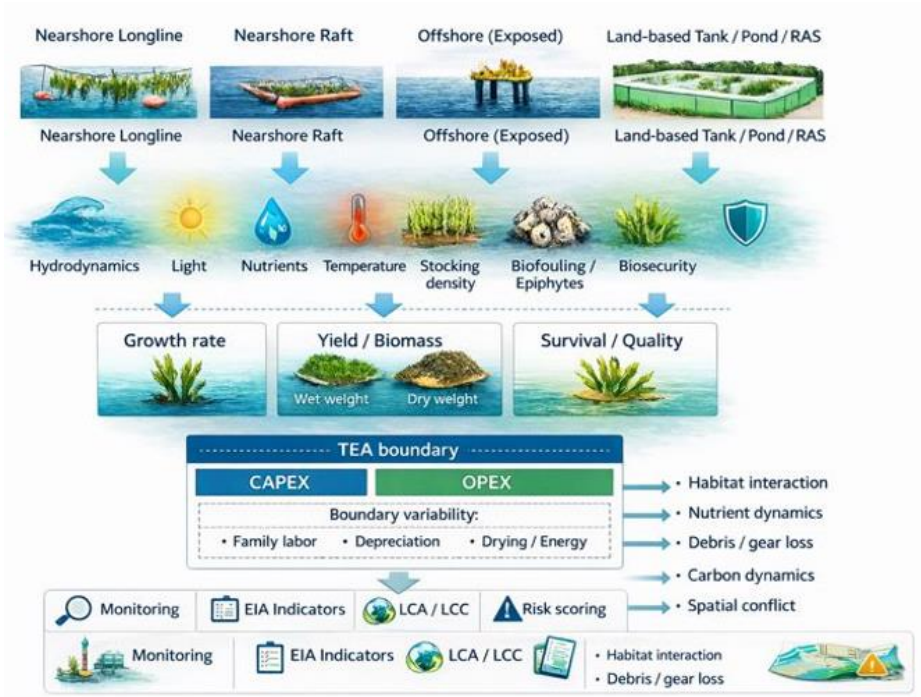 Nearshore Longline
Nearshore Raft
Offshore (Exposed)
Land-based Tank / Pond / RAS
Nearshore Longline
Nearshore Raft
Offshore (Exposed)
Land-based Tank / Pond / RAS
Hydrodynamics
Light
Nutrients
Temperature
Stocking
density
Biofouling /
Epiphytes
Biosecurity
Growth rate
Yield / Biomass
Wet weight
Dry weight
Survival / Quality
TEA boundary
CAPEX
OPEX
Boundary variability:
• Family labor
• Depreciation
• Drying / Energy
• Habitat interaction
• Nutrient dynamics
• Debris / gear loss
• Carbon dynamics
• Spatial conflict
Monitoring
EIA Indicators
LCA / LCC
Risk scoring
Monitoring
EIA Indicators
LCA / LCC
• Habitat interaction
• Debris / gear loss